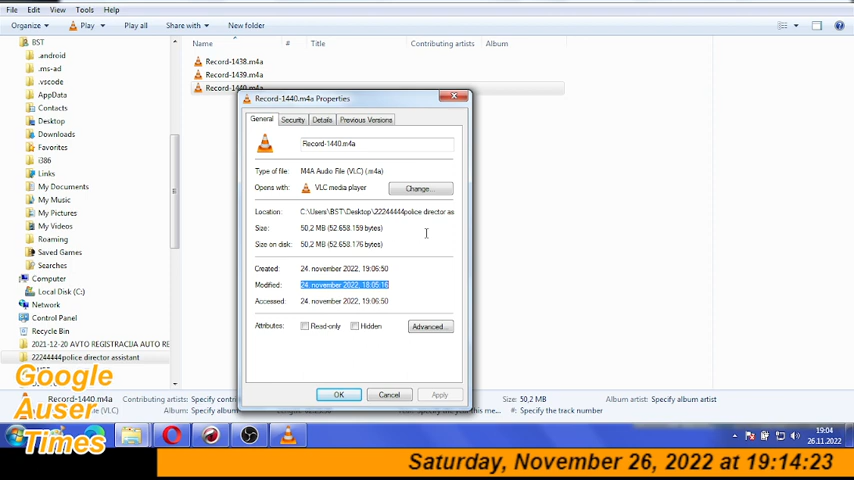 File Edit View Tools Help
Organize Play Play all Share with New folder
BST
.android
.ms-ad
.vscode
AppData
Contacts
Desktop
Downloads
Favorites
i386
Links
My Documents
My Music
My Pictures
My Videos
Roaming
Saved Games
Searches
Computer
Local Disk (C:)
Network
Control Panel
Recycle Bin
2021-12-20 AVTO REGISTRACIJA AUTO RE
22244444police director assistant
Name # Title Contributing artists Album
Record-1438.m4a
Record-1439.m4a
Record-1440.m4a
Record-1440.m4a Properties
General Security Details Previous Versions
Record-1440.m4a
Type of file: M4A Audio File (VLC) (.m4a)
Opens with: VLC media player Change...
Location: C:\Users\BST\Desktop\22244444police director as
Size: 50,2 MB (52.658.159 bytes)
Size on disk: 50,2 MB (52.658.176 bytes)
Created: 24. november 2022, 19:06:50
Modified: 24. november 2022, 18:05:16
Accessed: 24. november 2022, 19:06:50
Attributes: Read-only Hidden Advanced...
OK Cancel Apply
Record-1440.m4a Contributing artists: Specify contr Size: 50,2 MB Album artist: Specify album artist
(VLC) Album: Specify album #: Specify the track number
Google
Auser
Times
19:04
26.11.2022
Saturday, November 26, 2022 at 19:14:23